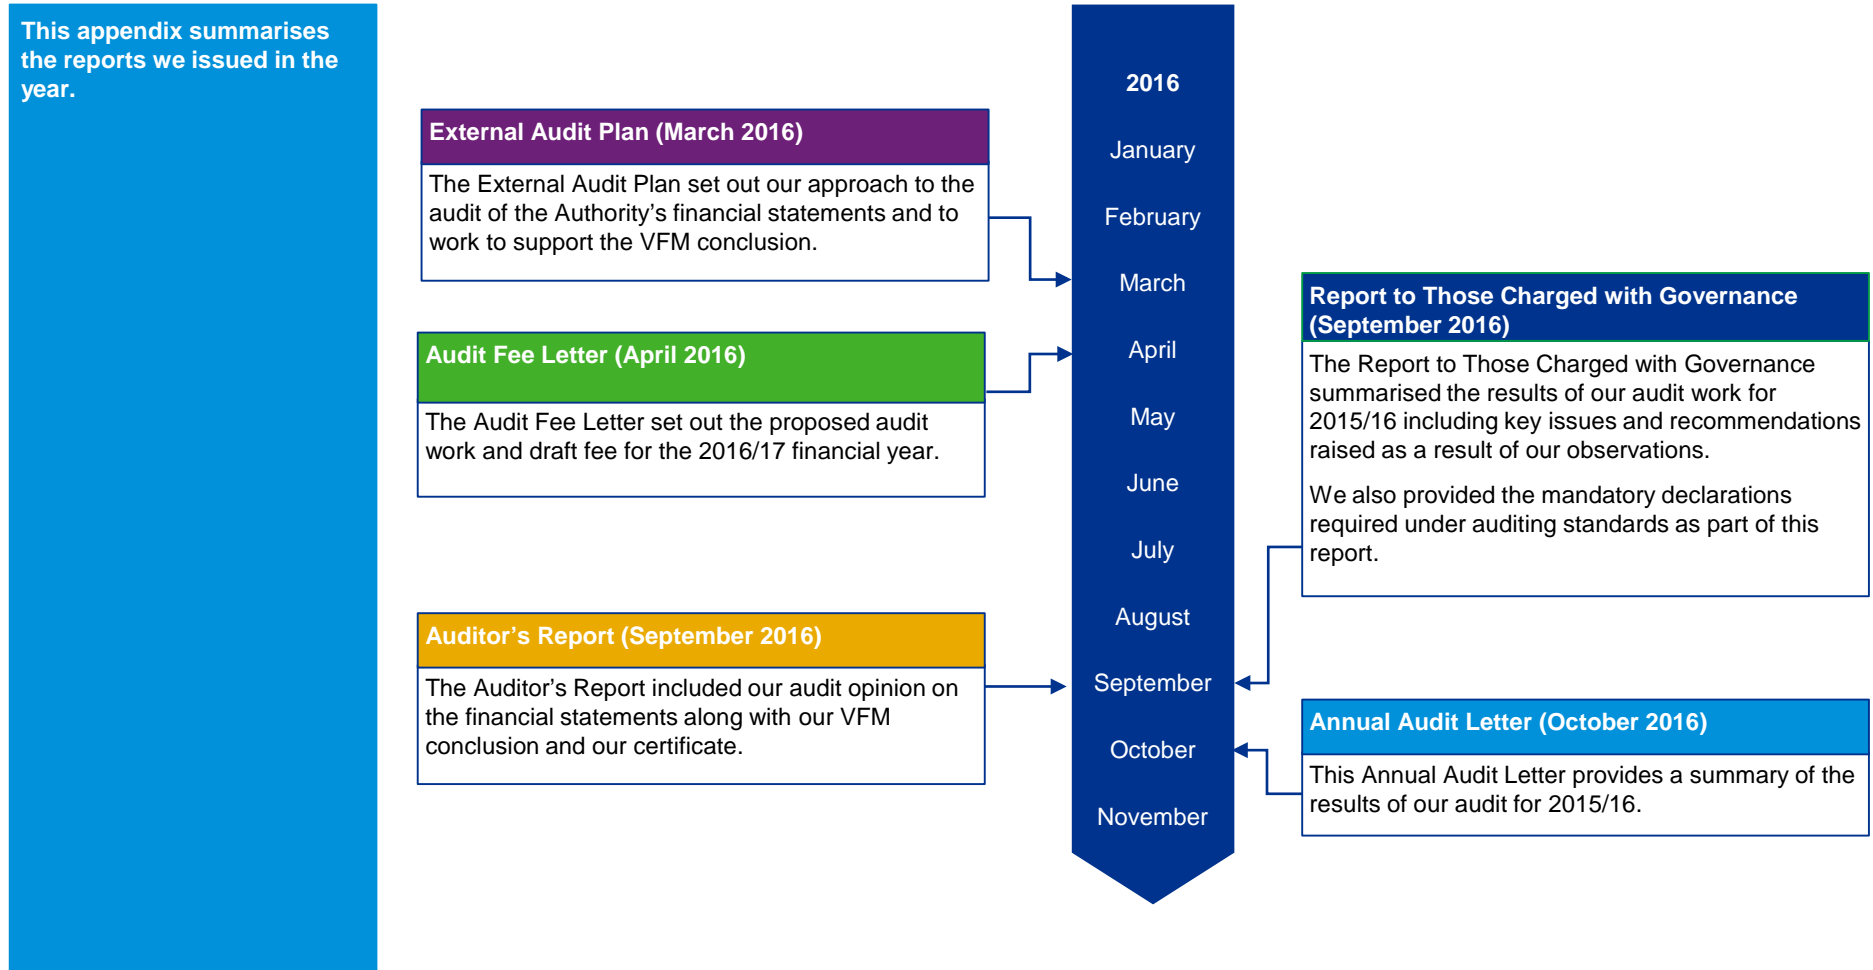 This appendix summarises
the reports we issued in the
year.
External Audit Plan (March 2016)
The External Audit Plan set out our approach to the
audit of the Authority’s financial statements and to
work to support the VFM conclusion.
Audit Fee Letter (April 2016)
The Audit Fee Letter set out the proposed audit
work and draft fee for the 2016/17 financial year.
Auditor’s Report (September 2016)
The Auditor’s Report included our audit opinion on
the financial statements along with our VFM
conclusion and our certificate.
2016
January
February
March
April
May
June
July
August
September
October
November
Report to Those Charged with Governance
(September 2016)
The Report to Those Charged with Governance
summarised the results of our audit work for
2015/16 including key issues and recommendations
raised as a result of our observations.
We also provided the mandatory declarations
required under auditing standards as part of this
report.
Annual Audit Letter (October 2016)
This Annual Audit Letter provides a summary of the
results of our audit for 2015/16.